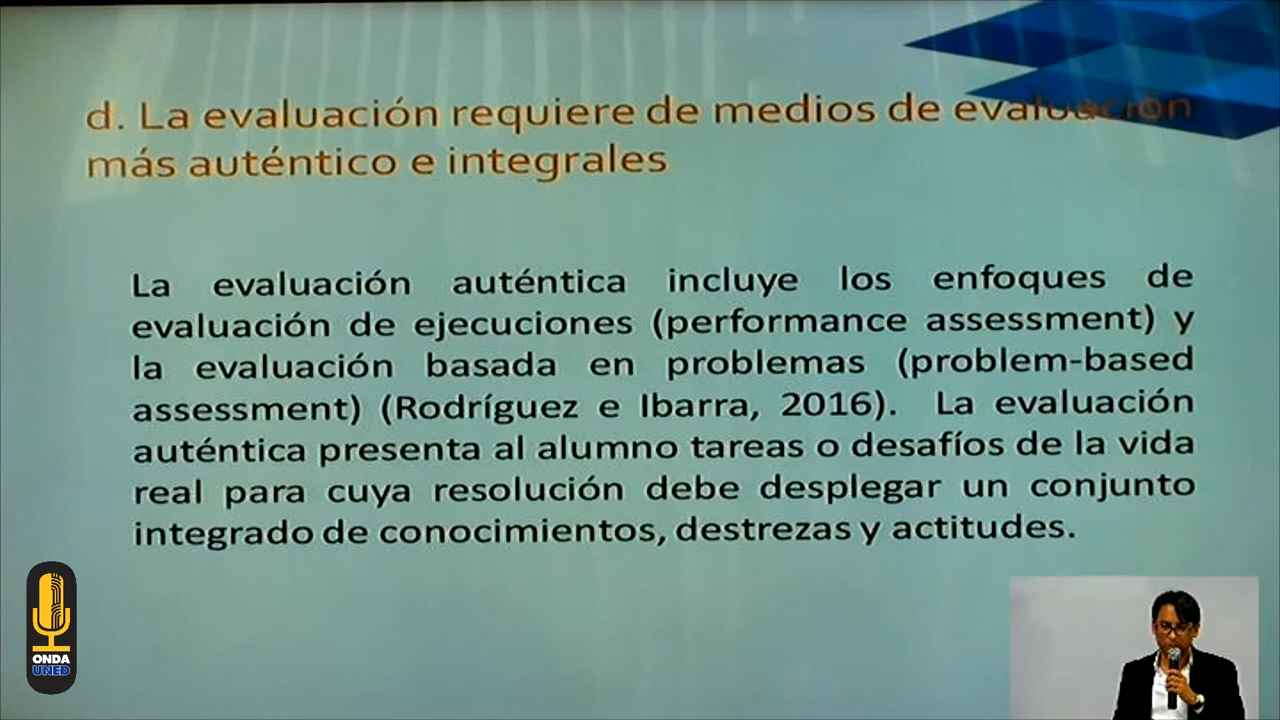 d. La evaluación requiere de medios de evaluación
más auténtico e integrales
La evaluación auténtica incluye los enfoques de
evaluación de ejecuciones (performance assessment) y
la evaluación basada en problemas (problem-based
assessment) (Rodríguez e Ibarra, 2016). La evaluación
auténtica presenta al alumno tareas o desafíos de la vida
real para cuya resolución debe desplegar un conjunto
integrado de conocimientos, destrezas y actitudes.
ONDA
UNED